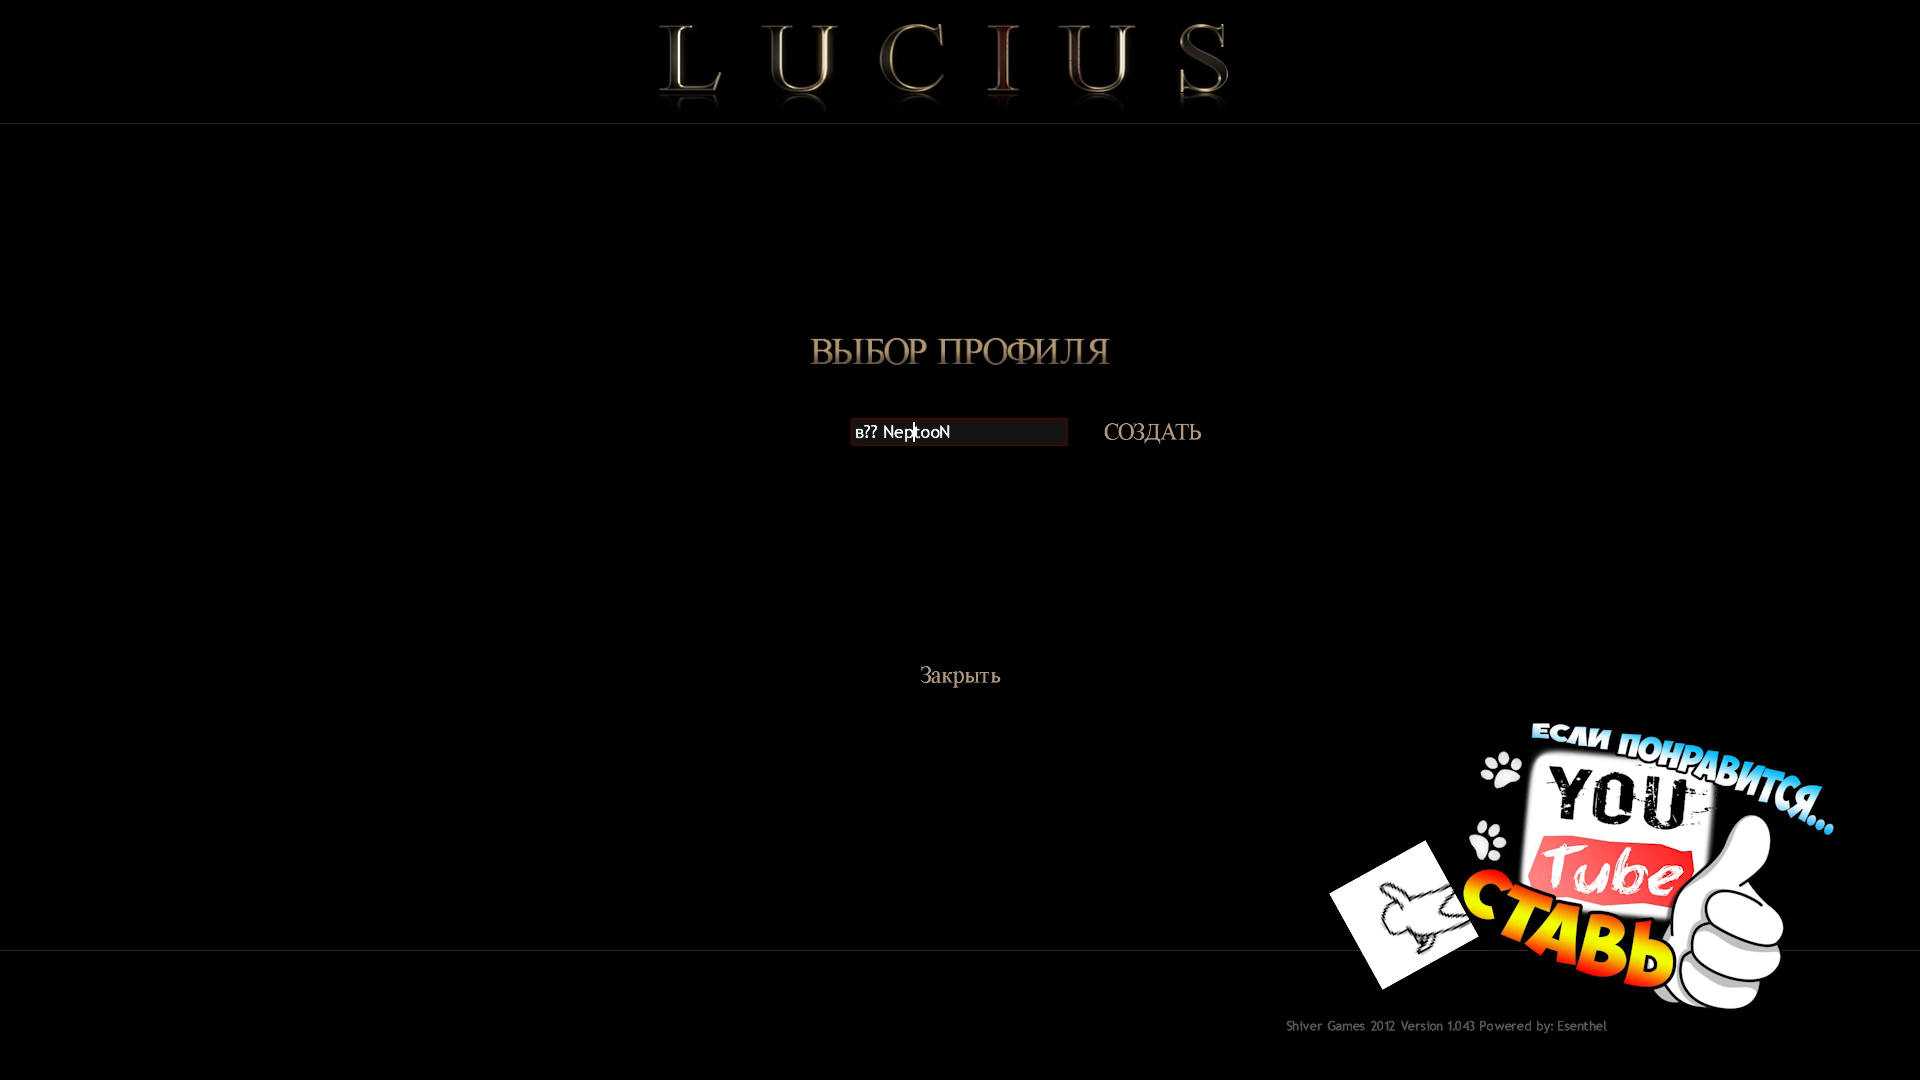 LUCIUS
ВЫБОР ПРОФИЛЯ
в?? NeptooN
СОЗДАТЬ
Закрыть
ЕСЛИ ПОНРАВИТСЯ...
YOU
Tube
СТАВЬ
Shiver Games 2012 Version 1.043 Powered by: Esenthel